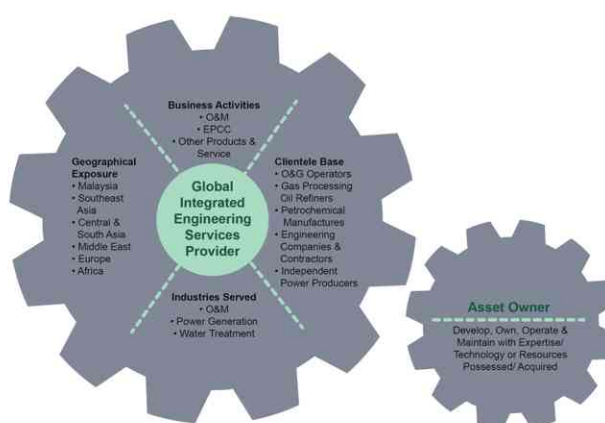 Business Activities
• O&M
• EPCC
• Other Products &
Service
Geographical
Exposure
• Malaysia
• Southeast
Asia
• Central &
South Asia
• Middle East
• Europe
• Africa
Global
Integrated
Engineering
Services
Provider
Clientele Base
• O&G Operators
• Gas Processing
Oil Refiners
• Petrochemical
Manufactures
• Engineering
Companies &
Contractors
• Independent
Power Producers
Industries Served
• O&M
• Power Generation
• Water Treatment
Asset Owner
Develop, Own, Operate &
Maintain with Expertise/
Technology or Resources
Possessed/ Acquired